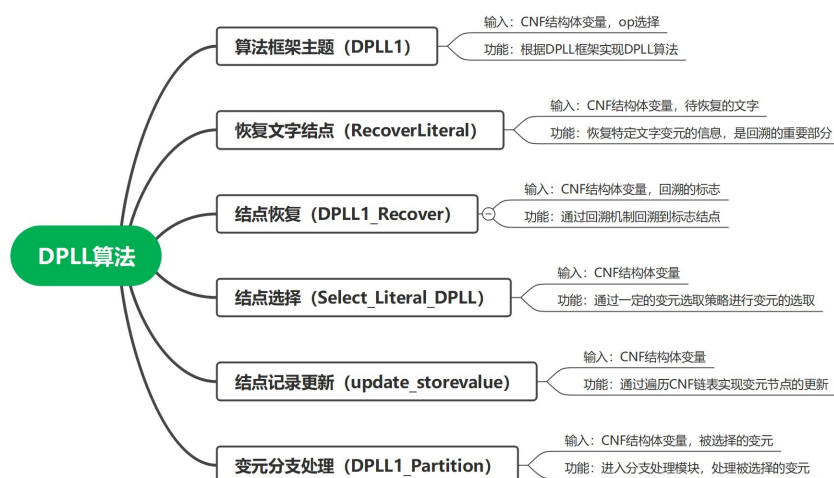 DPLL算法
算法框架主题（DPLL1）
输入：CNF结构体变量，op选择
功能：根据DPLL框架实现DPLL算法
恢复文字结点（RecoverLiteral）
输入：CNF结构体变量，待恢复的文字
功能：恢复特定文字变元的信息，是回溯的重要部分
结点恢复（DPLL1_Recover）
输入：CNF结构体变量，回溯的标志
功能：通过回溯机制回溯到标志结点
结点选择（Select_Literal_DPLL）
输入：CNF结构体变量
功能：通过一定的变元选取策略进行变元的选取
结点记录更新（update_storevalue）
输入：CNF结构体变量
功能：通过遍历CNF链表实现变元节点的更新
变元分支处理（DPLL1_Partition）
输入：CNF结构体变量，被选择的变元
功能：进入分支处理模块，处理被选择的变元